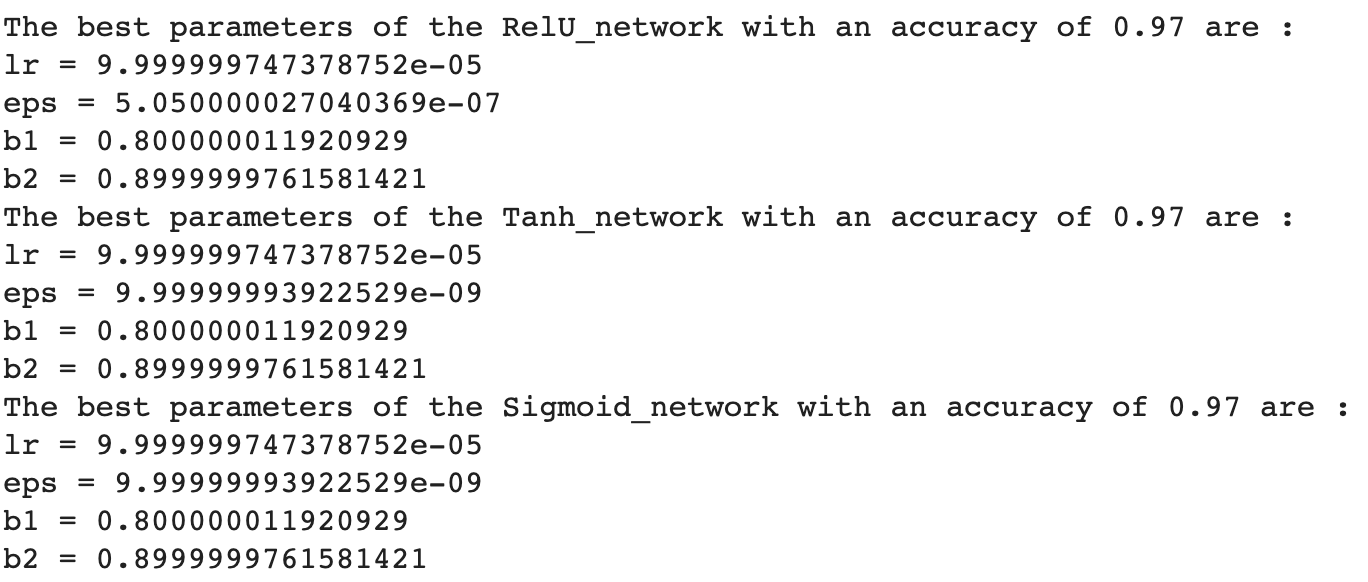 The best parameters of the RelU_network with an accuracy of 0.97 are :
lr = 9.999999747378752e-05
eps = 5.050000027040369e-07
b1 = 0.800000011920929
b2 = 0.8999999761581421
The best parameters of the Tanh_network with an accuracy of 0.97 are :
lr = 9.999999747378752e-05
eps = 9.99999993922529e-09
b1 = 0.800000011920929
b2 = 0.8999999761581421
The best parameters of the Sigmoid_network with an accuracy of 0.97 are :
lr = 9.999999747378752e-05
eps = 9.99999993922529e-09
b1 = 0.800000011920929
b2 = 0.8999999761581421